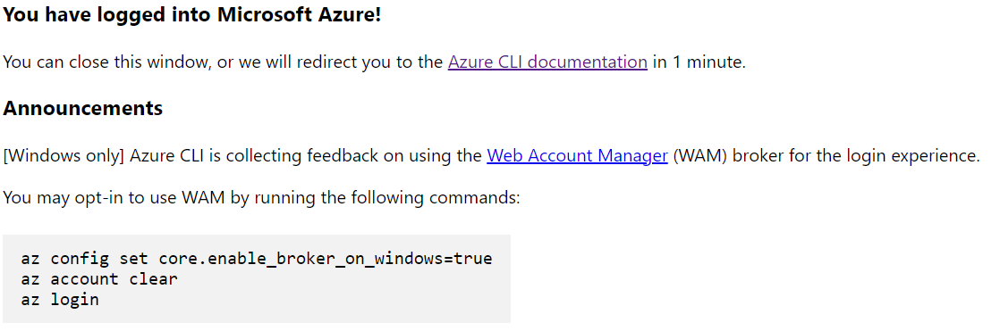 You have logged into Microsoft Azure!
You can close this window, or we will redirect you to the Azure CLI documentation in 1 minute.
Announcements
[Windows only] Azure CLI is collecting feedback on using the Web Account Manager (WAM) broker for the login experience.
You may opt-in to use WAM by running the following commands:
az config set core.enable_broker_on_windows=true
az account clear
az login